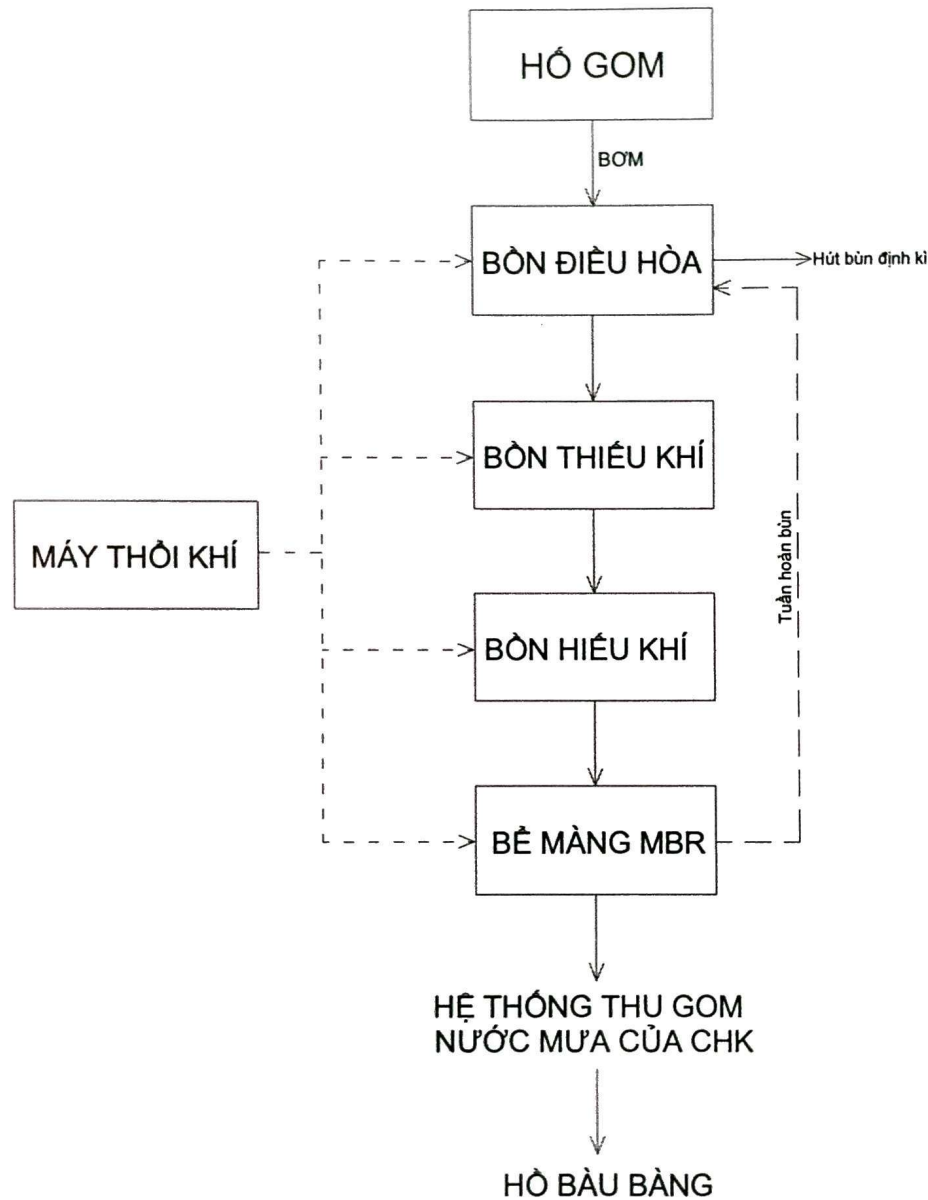 HỐ GOM
BƠM
BỒN ĐIỀU HÒA
Hút bùn định kì
BỒN THIẾU KHÍ
MÁY THỔI KHÍ
Tuần hoàn bùn
BỒN HIẾU KHÍ
BỂ MÀNG MBR
HỆ THỐNG THU GOM
NƯỚC MƯA CỦA CHK
HỒ BÀU BÀNG